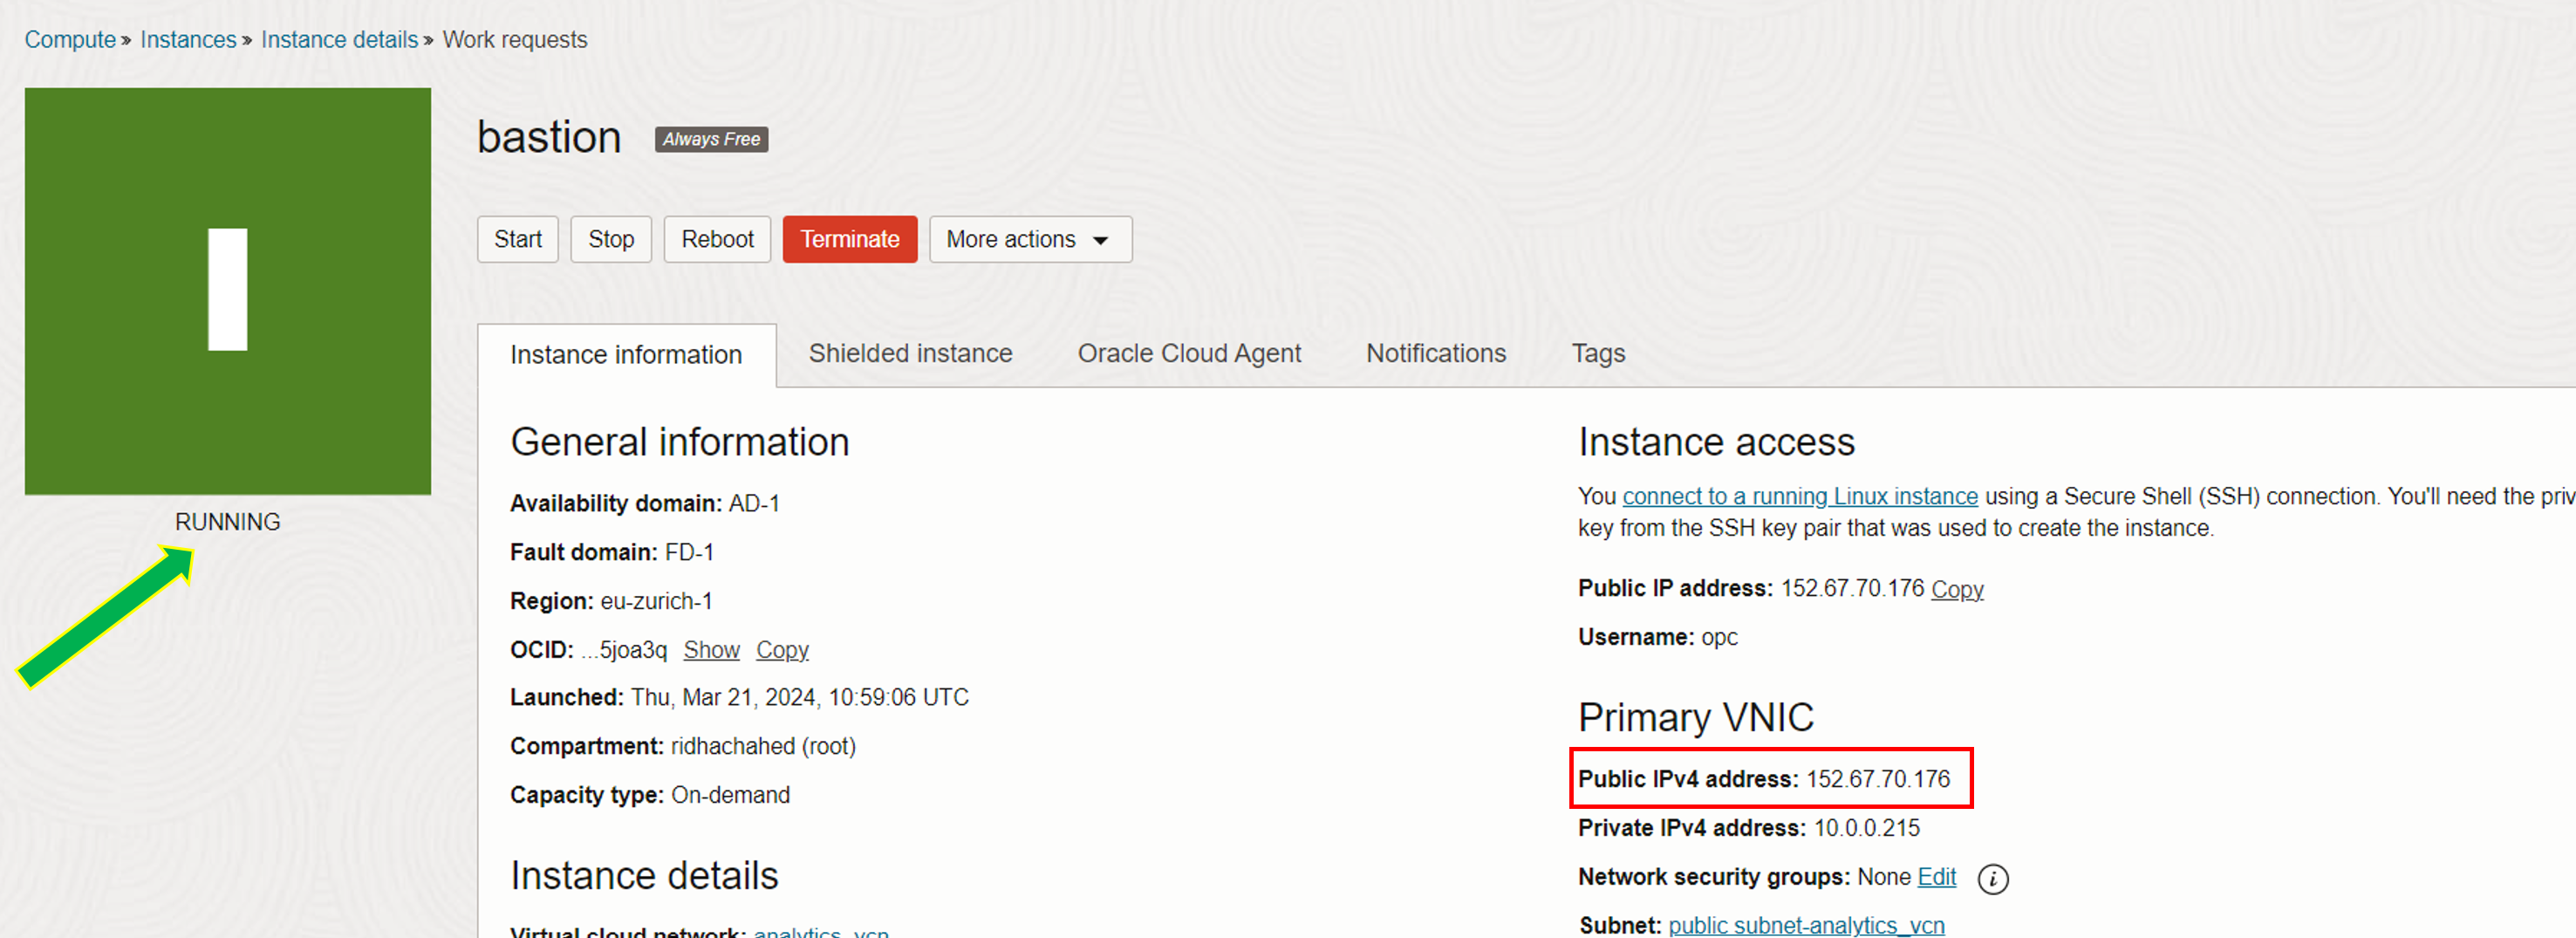 Compute » Instances » Instance details » Work requests
bastion Always Free
Start Stop Reboot Terminate More actions
RUNNING
Instance information Shielded instance Oracle Cloud Agent Notifications Tags
General information
Availability domain: AD-1
Fault domain: FD-1
Region: eu-zurich-1
OCID: ...5joa3q Show Copy
Launched: Thu, Mar 21, 2024, 10:59:06 UTC
Compartment: ridhachahed (root)
Capacity type: On-demand
Instance details
Virtual cloud network: analytics_vcn
Instance access
You connect to a running Linux instance using a Secure Shell (SSH) connection. You'll need the priv
key from the SSH key pair that was used to create the instance.
Public IP address: 152.67.70.176 Copy
Username: opc
Primary VNIC
Public IPv4 address: 152.67.70.176
Private IPv4 address: 10.0.0.215
Network security groups: None Edit i
Subnet: public subnet-analytics_vcn